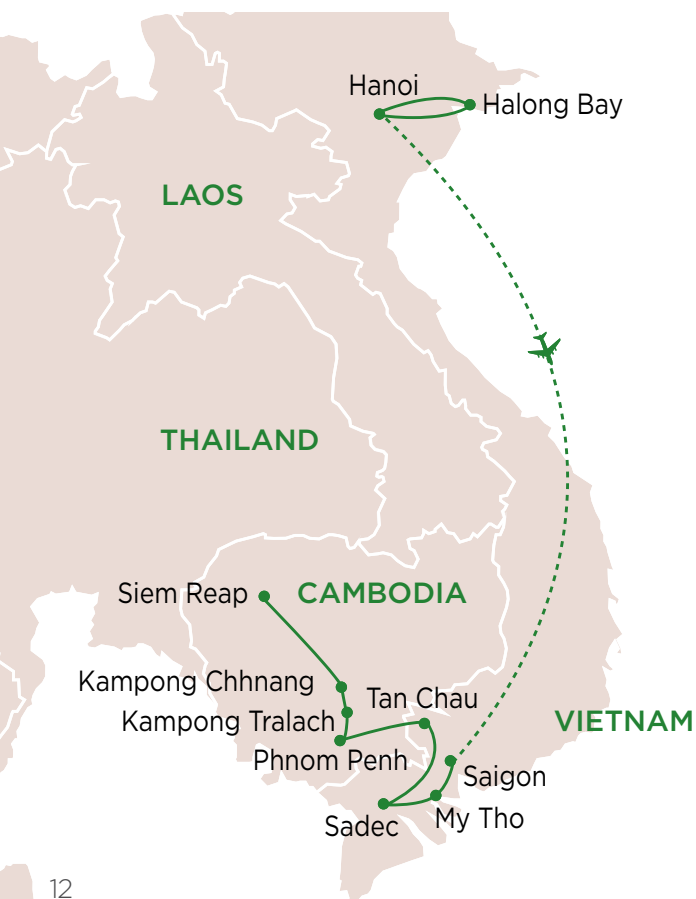 Hanoi
Halong Bay
LAOS
THAILAND
Siem Reap
CAMBODIA
Kampong Chhnang
Tan Chau
Kampong Tralach
VIETNAM
Phnom Penh
Saigon
My Tho
Sadec
12